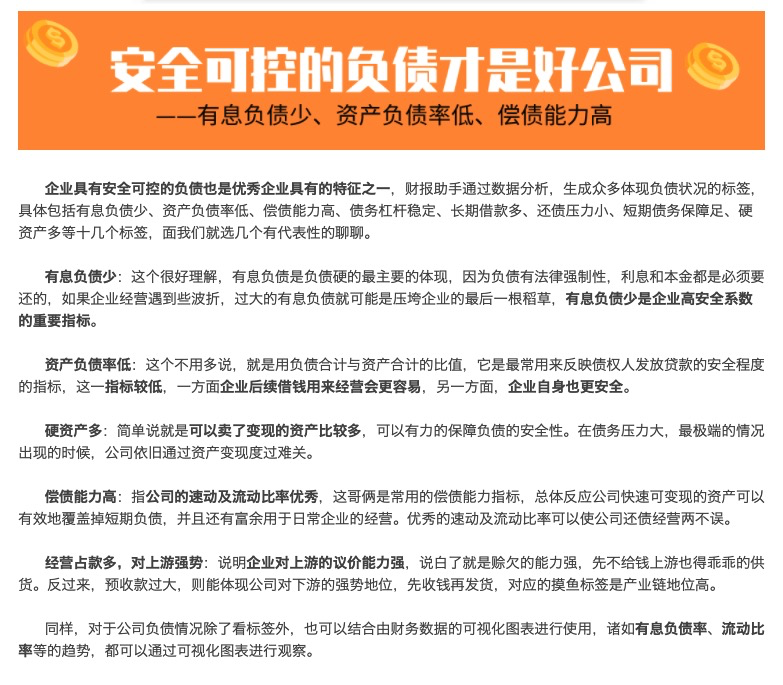 安全可控的负债才是好公司
——有息负债少、资产负债率低、偿债能力高
企业具有安全可控的负债也是优秀企业具有的特征之一，财报助手通过数据分析，生成众多体现负债状况的标签，
具体包括有息负债少、资产负债率低、偿债能力高、债务杠杆稳定、长期借款多、还债压力小、短期债务保障足、硬
资产多等十几个标签，面我们就选几个有代表性的聊聊。
有息负债少：这个很好理解，有息负债是负债硬的最主要的体现，因为负债有法律强制性，利息和本金都是必须要
还的，如果企业经营遇到些波折，过大的有息负债就可能是压垮企业的最后一根稻草，有息负债少是企业高安全系数
的重要指标。
资产负债率低：这个不用多说，就是用负债合计与资产合计的比值，它是最常用来反映债权人发放贷款的安全程度
的指标，这一指标较低，一方面企业后续借钱用来经营会更容易，另一方面，企业自身也更安全。
硬资产多：简单说就是可以卖了变现的资产比较多，可以有力的保障负债的安全性。在债务压力大，最极端的情况
出现的时候，公司依旧通过资产变现度过难关。
偿债能力高：指公司的速动及流动比率优秀，这哥俩是常用的偿债能力指标，总体反应公司快速可变现的资产可以
有效地覆盖掉短期负债，并且还有富余用于日常企业的经营。优秀的速动及流动比率可以使公司还债经营两不误。
经营占款多，对上游强势：说明企业对上游的议价能力强，说白了就是赊欠的能力强，先不给钱上游也得乖乖的供
货。反过来，预收款过大，则能体现公司对下游的强势地位，先收钱再发货，对应的摸鱼标签是产业链地位高。
同样，对于公司负债情况除了看标签外，也可以结合由财务数据的可视化图表进行使用，诸如有息负债率、流动比
率等的趋势，都可以通过可视化图表进行观察。